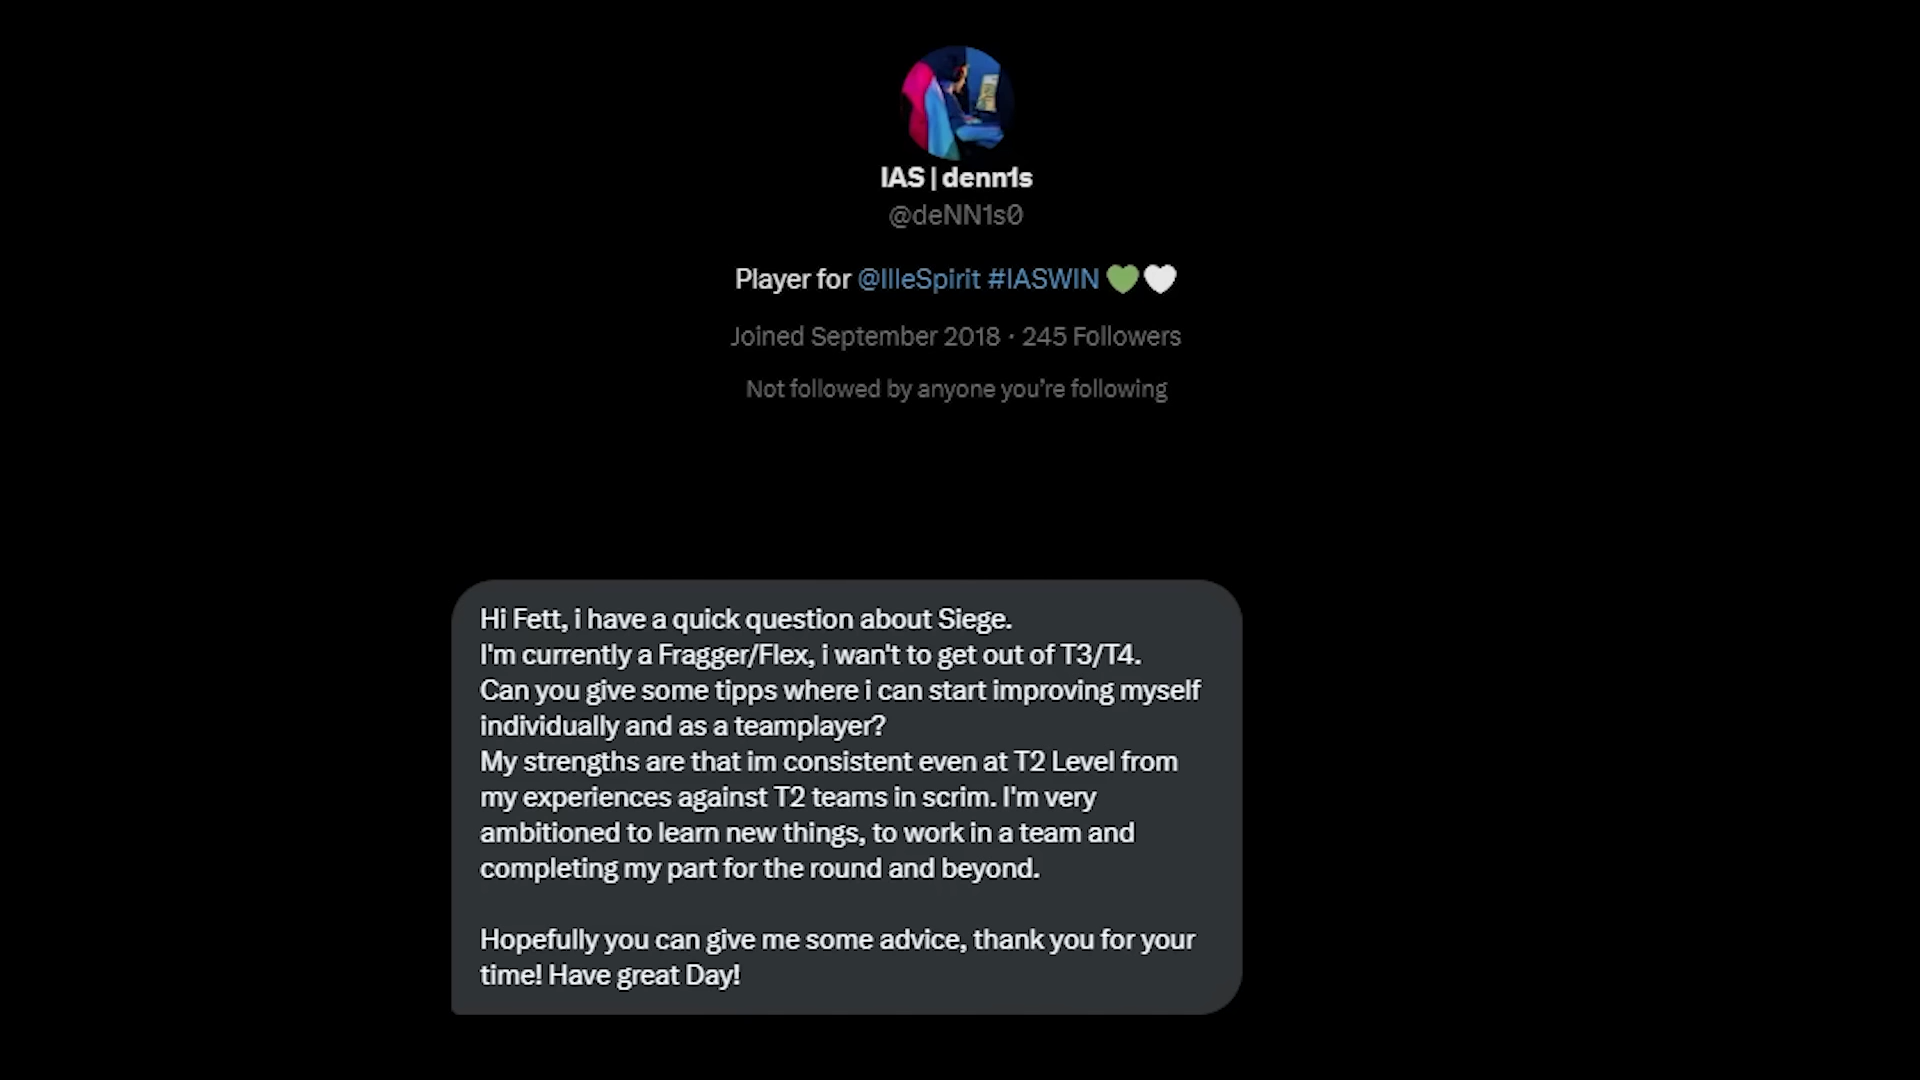 IAS | denn1s
@deNN1s0
Player for @IlleSpirit #IASWIN 💚🤍
Joined September 2018 · 245 Followers
Not followed by anyone you're following
Hi Fett, i have a quick question about Siege.
I'm currently a Fragger/Flex, i wan't to get out of T3/T4.
Can you give some tipps where i can start improving myself
individually and as a teamplayer?
My strengths are that im consistent even at T2 Level from
my experiences against T2 teams in scrim. I'm very
ambitioned to learn new things, to work in a team and
completing my part for the round and beyond.
Hopefully you can give me some advice, thank you for your
time! Have great Day!